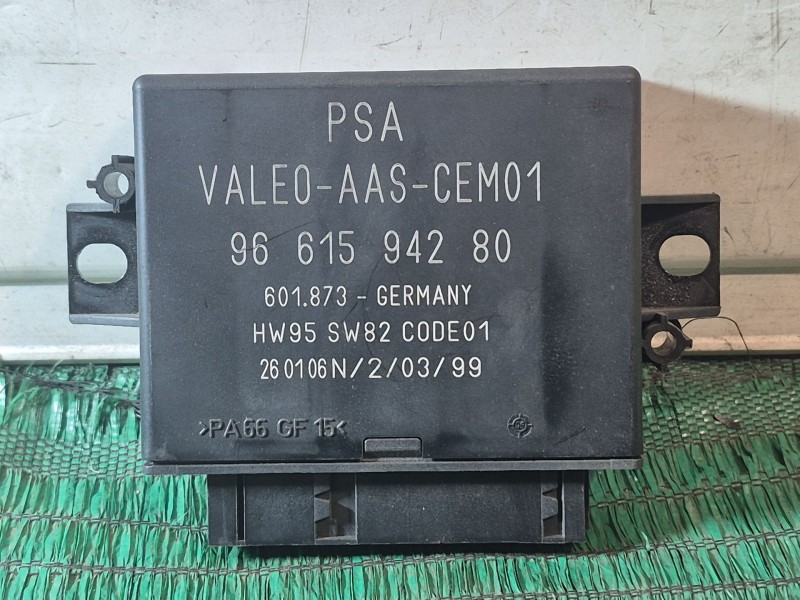 PSA
VALEO-AAS-CEM01
96 615 942 80
601.873 - GERMANY
HW95 SW82 CODE01
260106N/2/03/99
>PA66 GF 15<